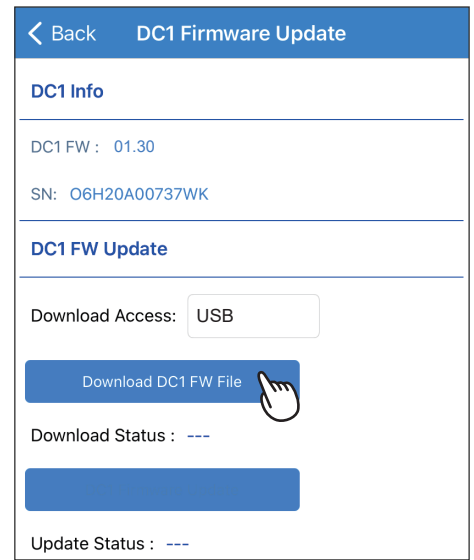 Back DC1 Firmware Update
DC1 Info
DC1 FW : 01.30
SN: O6H20A00737WK
DC1 FW Update
Download Access: USB
Download DC1 FW File
Download Status : ---
Update Status : ---